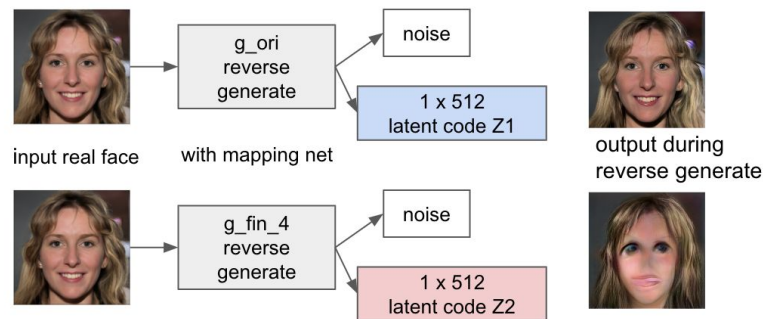 g_ori
reverse
generate
noise
1 x 512
latent code Z1
input real face
with mapping net
output during
reverse generate
g_fin_4
reverse
generate
noise
1 x 512
latent code Z2